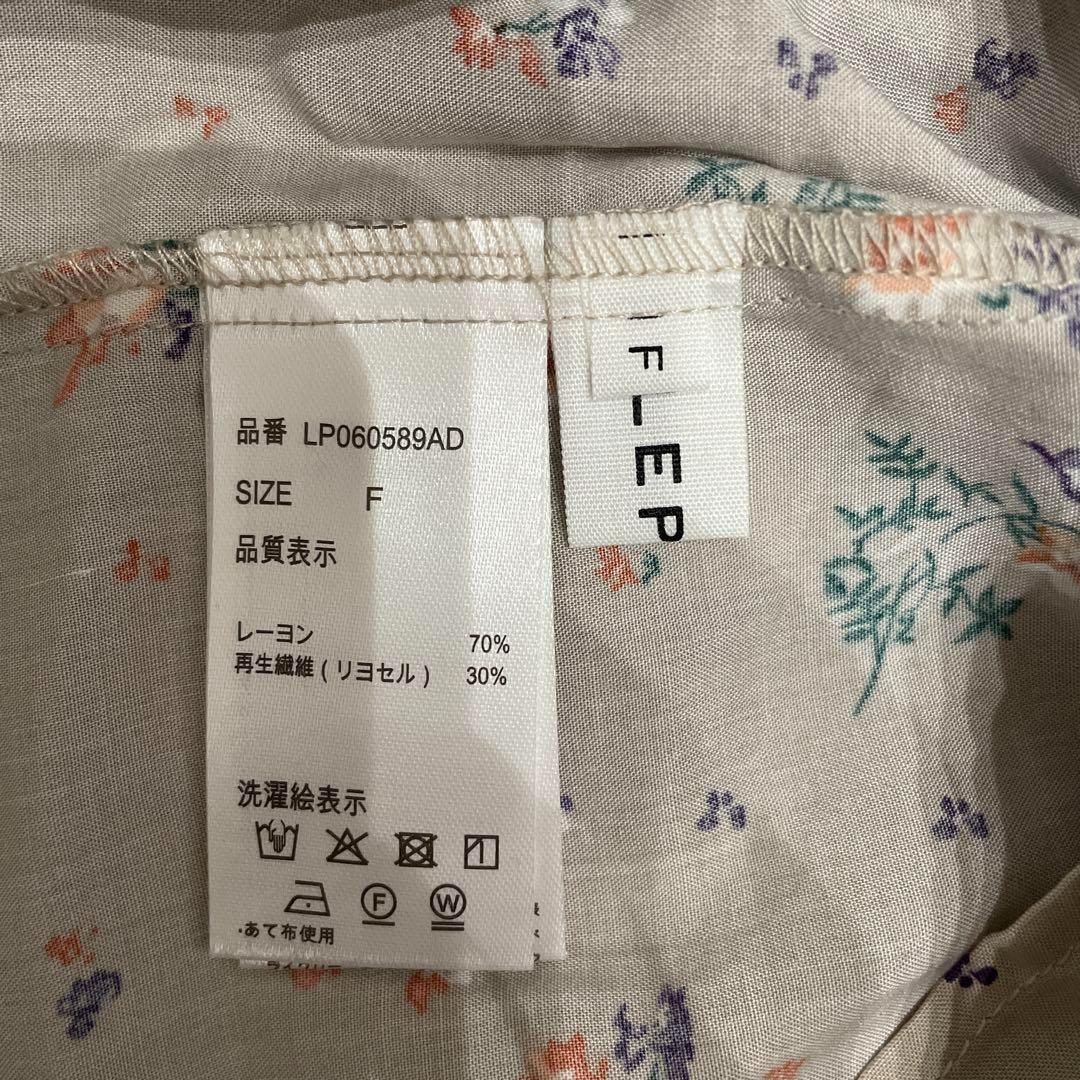 品番 LP060589AD
SIZE F
品質表示
レーヨン 70%
再生繊維 ( リヨセル ) 30%
洗濯絵表示
F W
・あて布使用
F
LEP